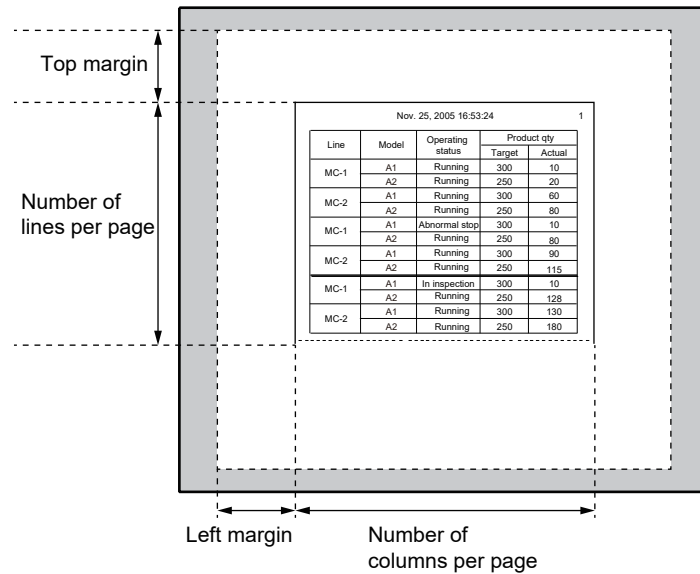 Top margin
Number of
lines per page
Nov. 25, 2005 16:53:24 1
Line Model Operating status Product qty
Target Actual
MC-1 A1 Running 300 10
A2 Running 250 20
MC-2 A1 Running 300 60
A2 Running 250 80
MC-1 A1 Abnormal stop 300 10
A2 Running 250 80
MC-2 A1 Running 300 90
A2 Running 250 115
MC-1 A1 In inspection 300 10
A2 Running 250 128
MC-2 A1 Running 300 130
A2 Running 250 180
Left margin
Number of
columns per page